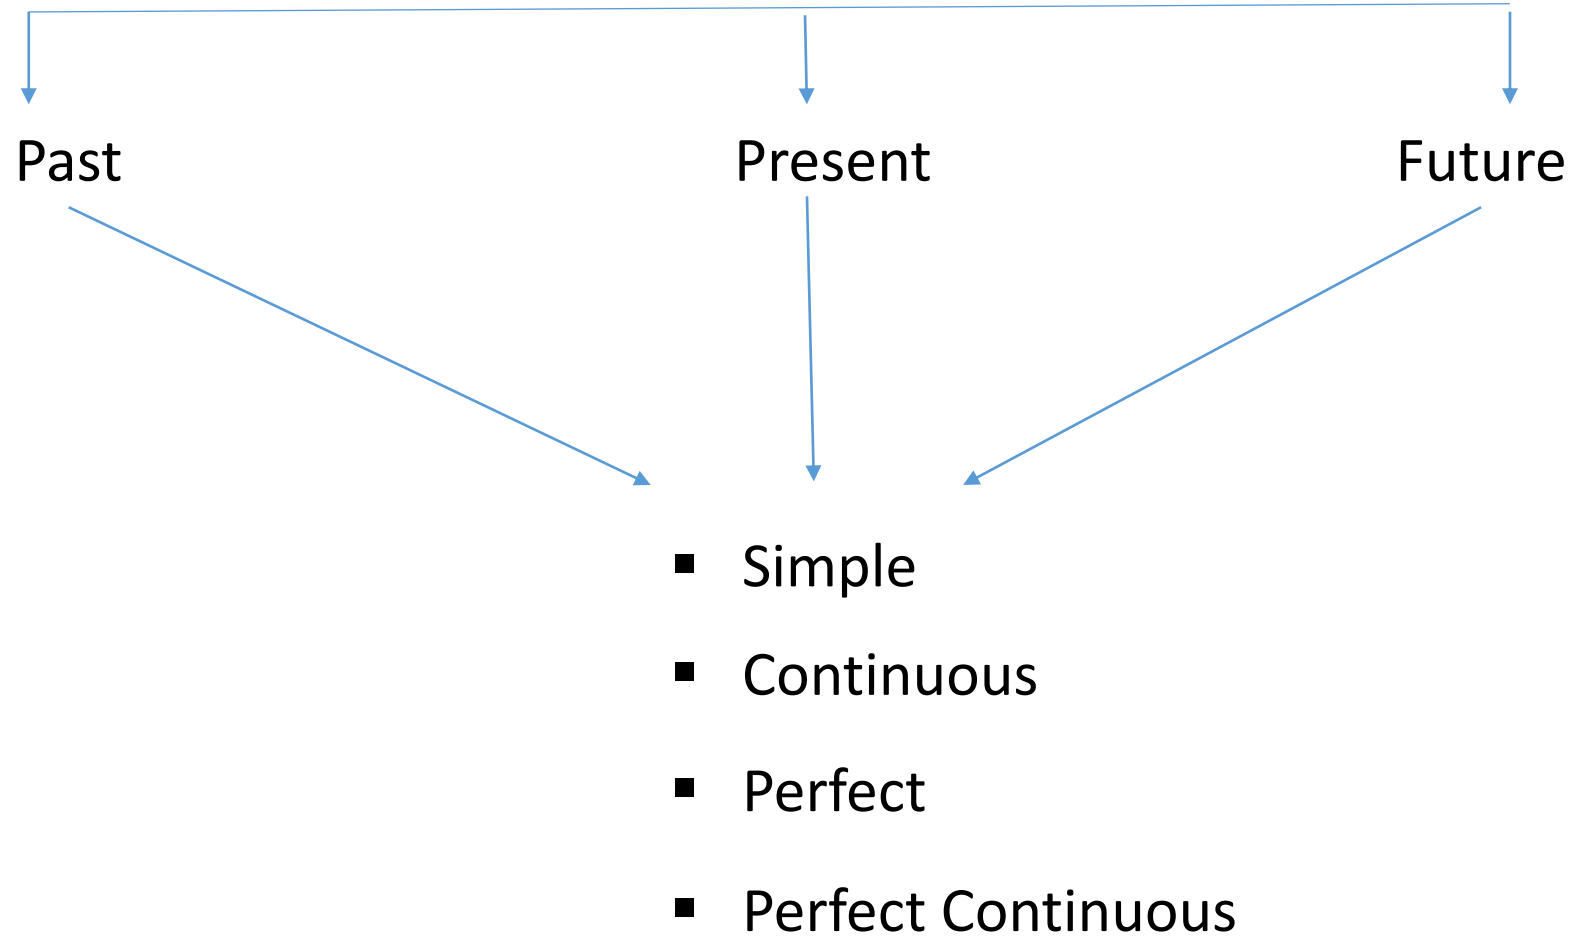 Past Present Future
Simple
Continuous
Perfect
Perfect Continuous